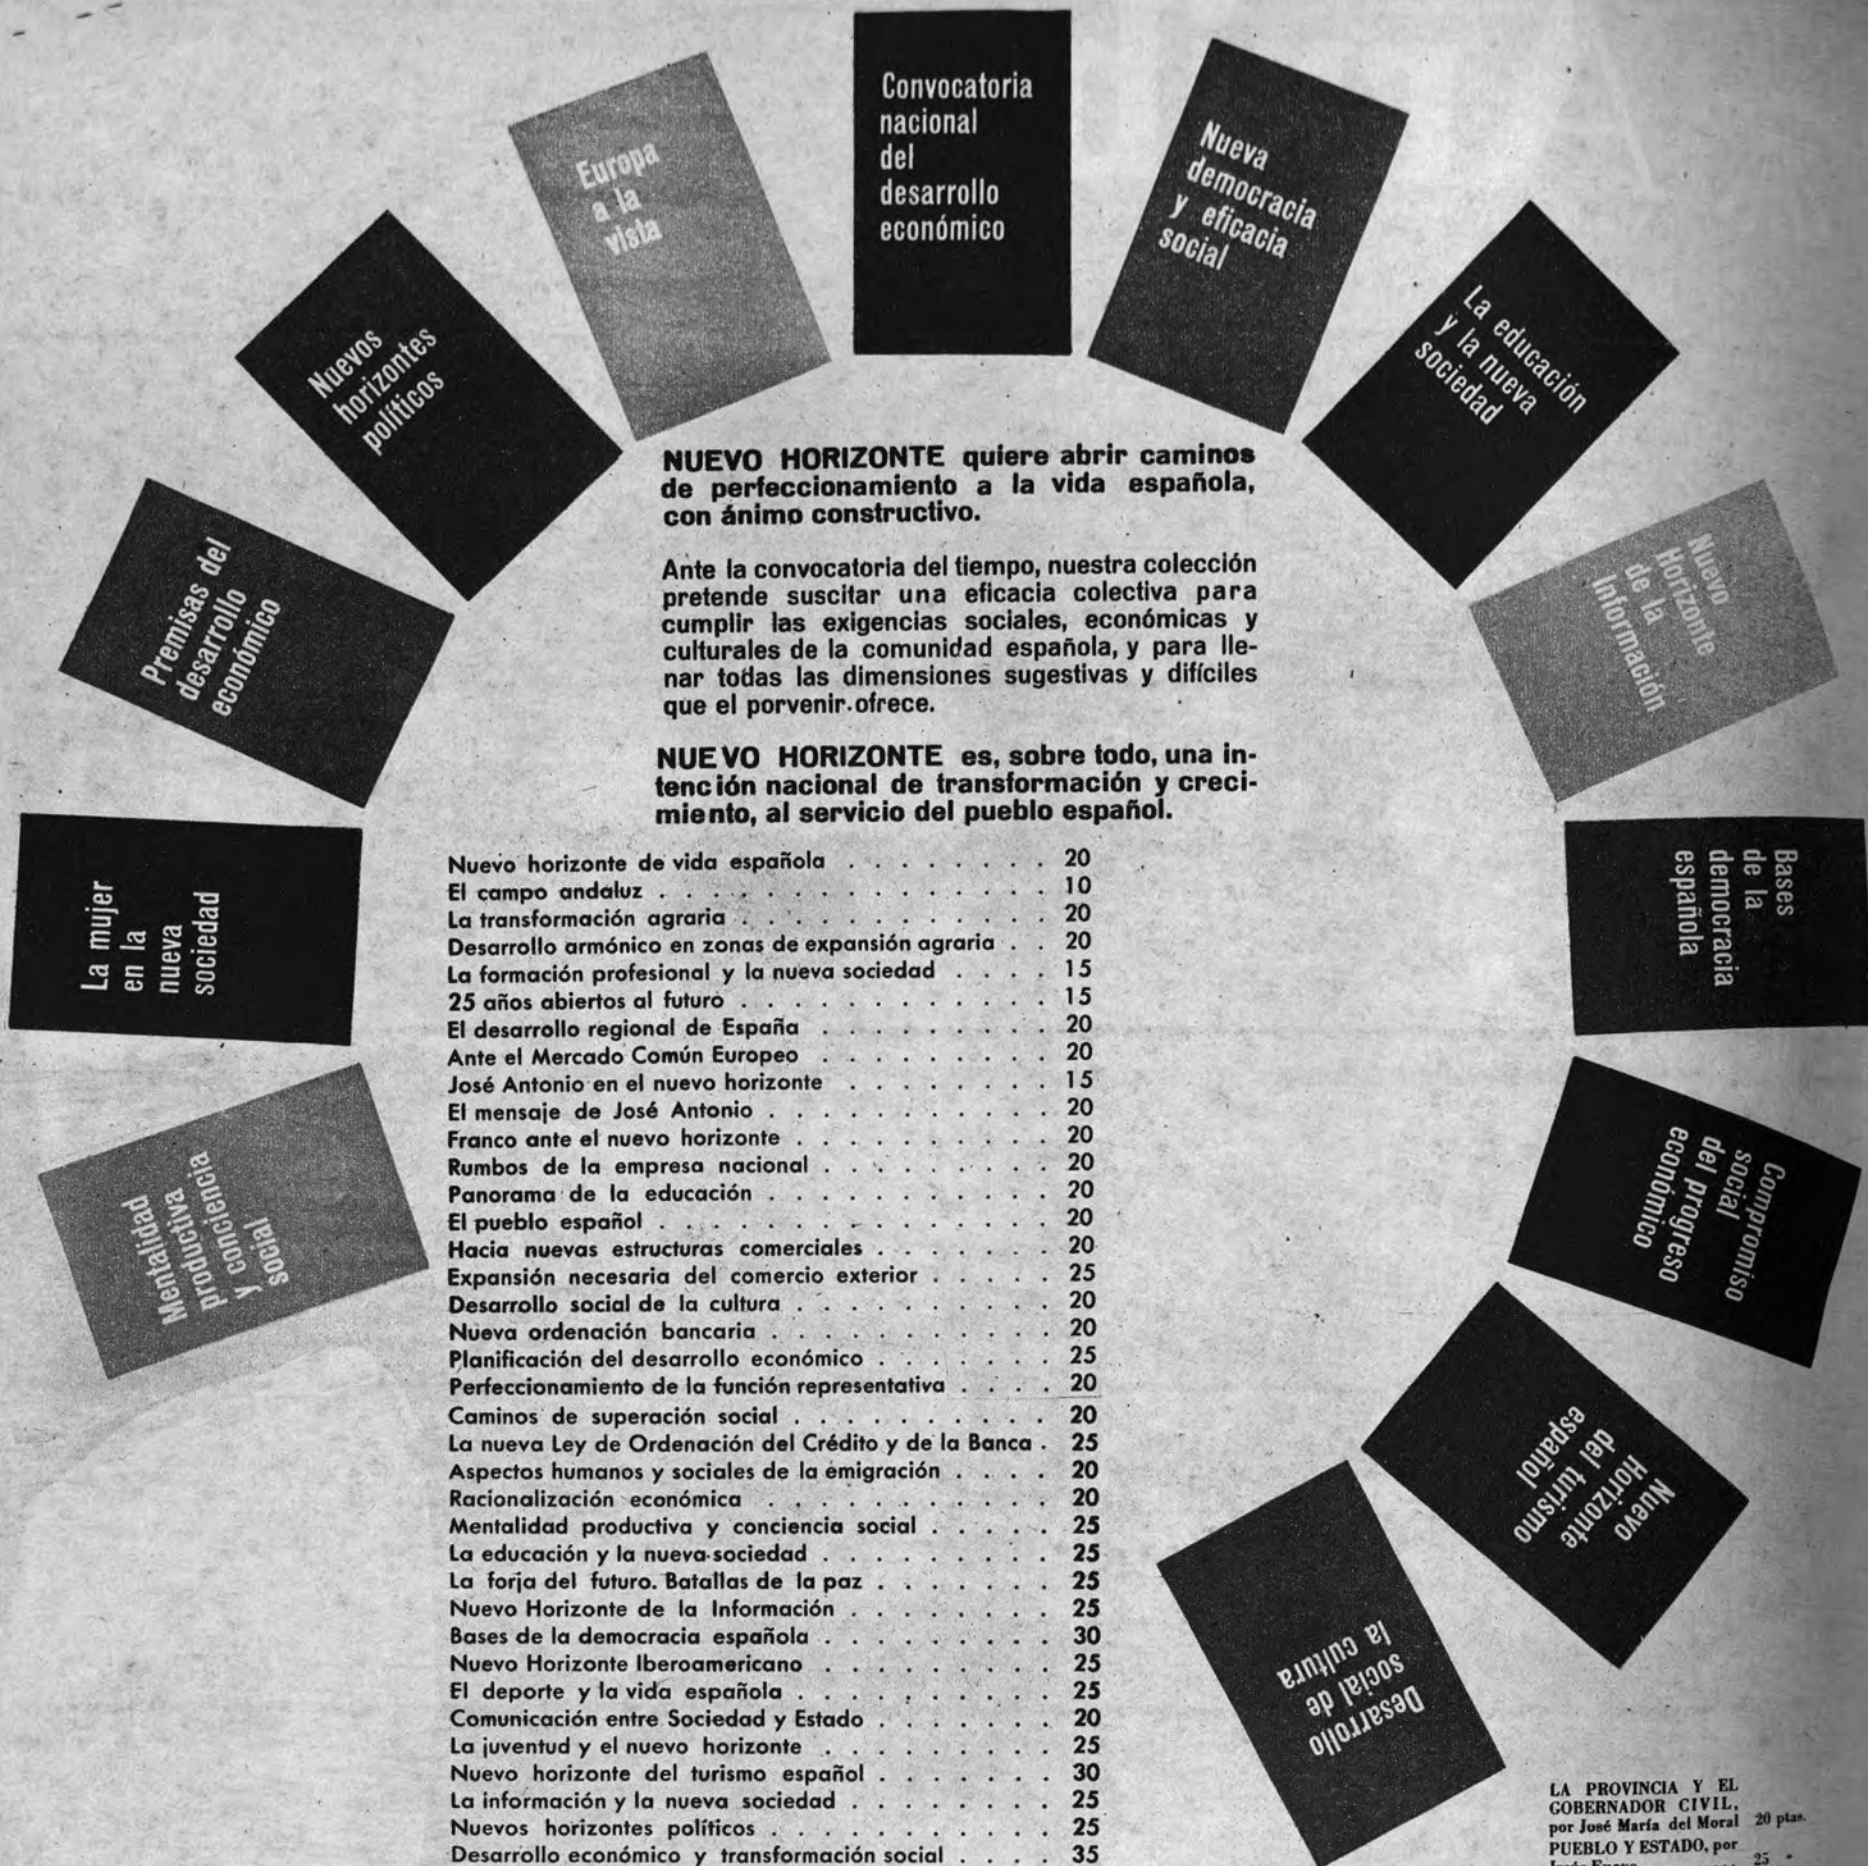 Convocatoria
nacional
del
desarrollo
económico
Europa
a la
vista
Nueva
democracia
y eficacia
social
Nuevos
horizontes
políticos
La educación
y la nueva
sociedad
Premisas del
desarrollo
económico
Nuevo
Horizonte
de la
Información
La mujer
en la
nueva
sociedad
Bases
de la
democracia
española
Mentalidad
productiva
y conciencia
social
Compromiso
social
del progreso
económico
Nuevo
Horizonte
del turismo
español
Desarrollo
social de
la cultura
NUEVO HORIZONTE quiere abrir caminos
de perfeccionamiento a la vida española,
con ánimo constructivo.
Ante la convocatoria del tiempo, nuestra colección
pretende suscitar una eficacia colectiva para
cumplir las exigencias sociales, económicas y
culturales de la comunidad española, y para lle-
nar todas las dimensiones sugestivas y difíciles
que el porvenir ofrece.
NUEVO HORIZONTE es, sobre todo, una in-
tención nacional de transformación y creci-
miento, al servicio del pueblo español.
Nuevo horizonte de vida española . . . . . . . . 20
El campo andaluz . . . . . . . . . . . . . . 10
La transformación agraria . . . . . . . . . . . 20
Desarrollo armónico en zonas de expansión agraria . . 20
La formación profesional y la nueva sociedad . . . . 15
25 años abiertos al futuro . . . . . . . . . . . 15
El desarrollo regional de España . . . . . . . . 20
Ante el Mercado Común Europeo . . . . . . . . 20
José Antonio en el nuevo horizonte . . . . . . . 15
El mensaje de José Antonio . . . . . . . . . . 20
Franco ante el nuevo horizonte . . . . . . . . . 20
Rumbos de la empresa nacional . . . . . . . . . 20
Panorama de la educación . . . . . . . . . . . 20
El pueblo español . . . . . . . . . . . . . . 20
Hacia nuevas estructuras comerciales . . . . . . . 20
Expansión necesaria del comercio exterior . . . . . 25
Desarrollo social de la cultura . . . . . . . . . 20
Nueva ordenación bancaria . . . . . . . . . . . 20
Planificación del desarrollo económico . . . . . . . 25
Perfeccionamiento de la función representativa . . . . 20
Caminos de superación social . . . . . . . . . . 20
La nueva Ley de Ordenación del Crédito y de la Banca . 25
Aspectos humanos y sociales de la emigración . . . . 20
Racionalización económica . . . . . . . . . . 20
Mentalidad productiva y conciencia social . . . . . 25
La educación y la nueva sociedad . . . . . . . . 25
La forja del futuro. Batallas de la paz . . . . . . . 25
Nuevo Horizonte de la Información . . . . . . . . 25
Bases de la democracia española . . . . . . . . . 30
Nuevo Horizonte Iberoamericano . . . . . . . . 25
El deporte y la vida española . . . . . . . . . . 25
Comunicación entre Sociedad y Estado . . . . . . . 20
La juventud y el nuevo horizonte . . . . . . . . 25
Nuevo horizonte del turismo español . . . . . . . 30
La información y la nueva sociedad . . . . . . . . 25
Nuevos horizontes políticos . . . . . . . . . . . 25
Desarrollo económico y transformación social . . . . 35
LA PROVINCIA Y EL
GOBERNADOR CIVIL,
por José María del Moral 20 ptas.
PUEBLO Y ESTADO, por
25